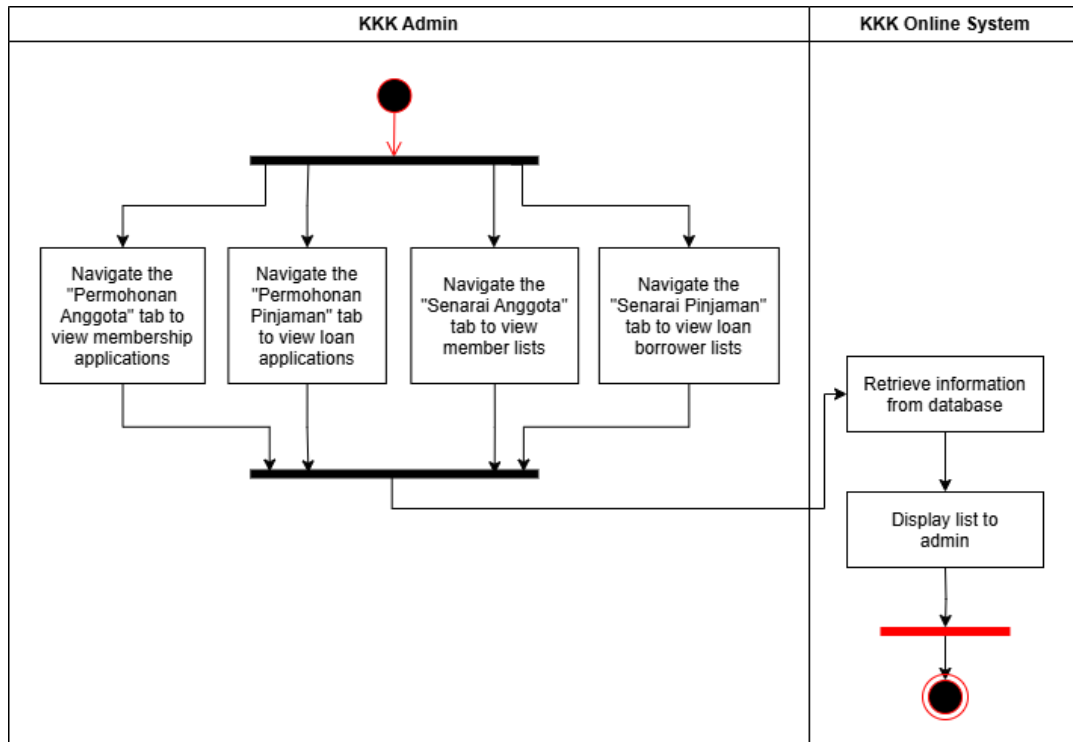 KKK Admin
KKK Online System
Navigate the
"Permohonan
Anggota" tab to
view membership
applications
Navigate the
"Permohonan
Pinjaman" tab
to view loan
applications
Navigate the
"Senarai Anggota"
tab to view
member lists
Navigate the
"Senarai Pinjaman"
tab to view loan
borrower lists
Retrieve information
from database
Display list to
admin